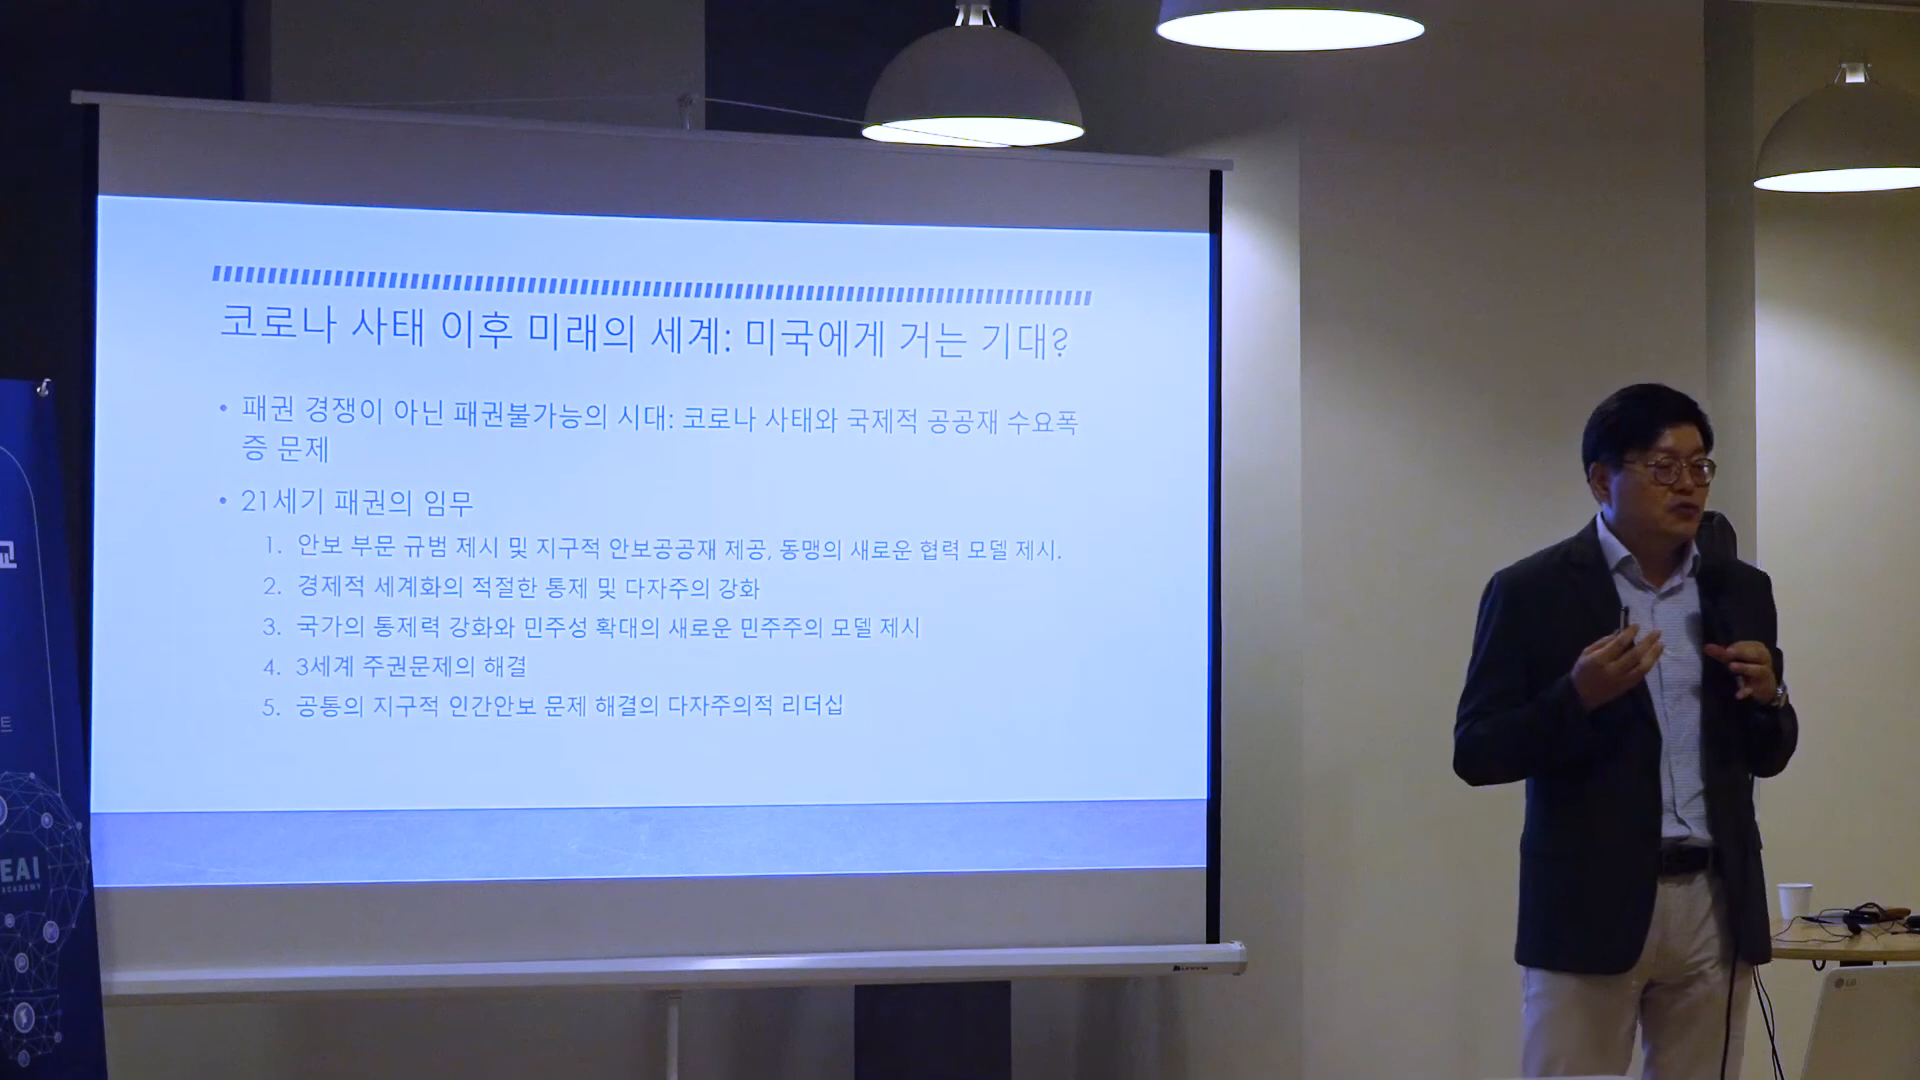 코로나 사태 이후 미래의 세계: 미국에게 거는 기대?
• 패권 경쟁이 아닌 패권불가능의 시대: 코로나 사태와 국제적 공공재 수요폭
증 문제
• 21세기 패권의 임무
1. 안보 부문 규범 제시 및 지구적 안보공공재 제공, 동맹의 새로운 협력 모델 제시.
2. 경제적 세계화의 적절한 통제 및 다자주의 강화
3. 국가의 통제력 강화와 민주성 확대의 새로운 민주주의 모델 제시
4. 3세계 주권문제의 해결
5. 공통의 지구적 인간안보 문제 해결의 다자주의적 리더십
교
트
EAI
ACADEMY
LG